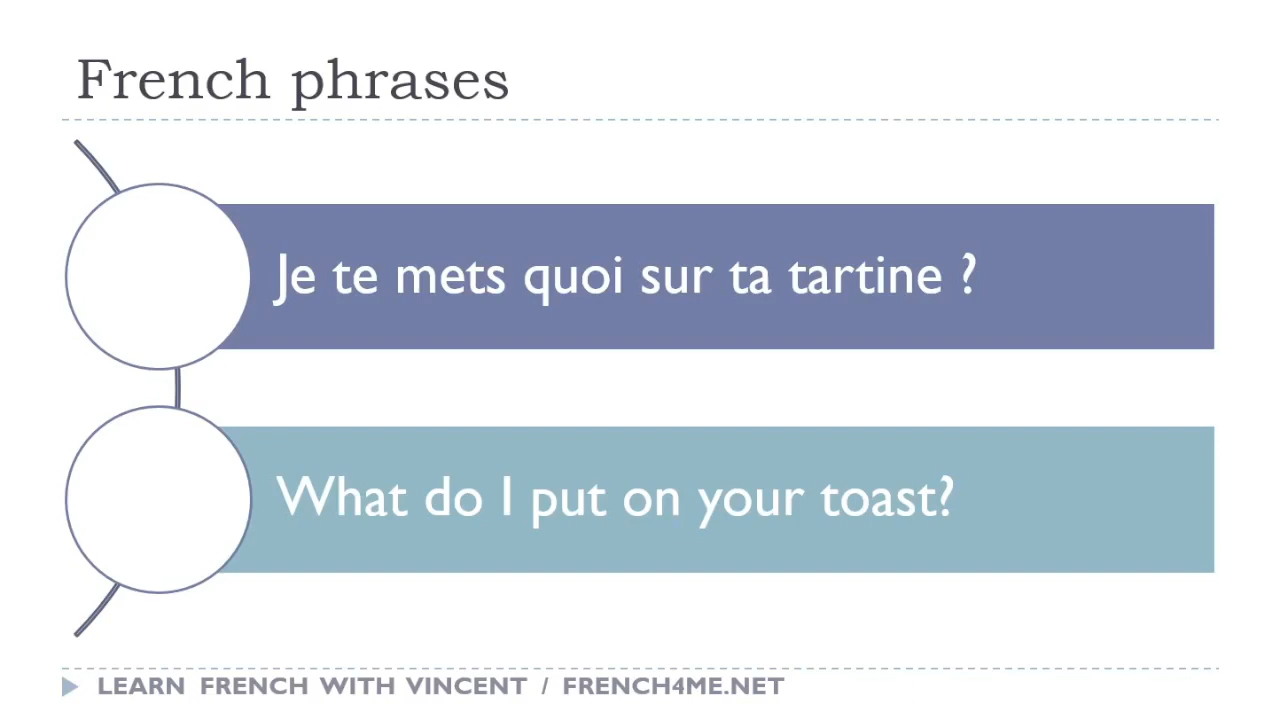 French phrases
Je te mets quoi sur ta tartine ?
What do I put on your toast?
LEARN FRENCH WITH VINCENT / FRENCH4ME.NET